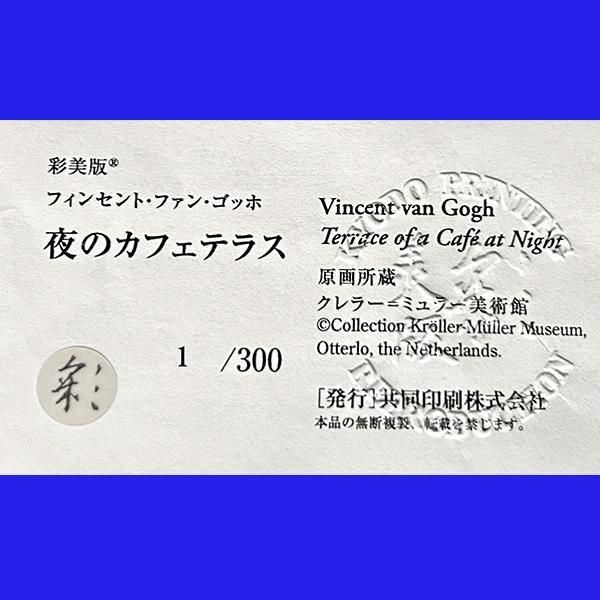 彩美版®
フィンセント・ファン・ゴッホ
夜のカフェテラス
1 /300
彩
Vincent van Gogh
Terrace of a Café at Night
原画所蔵
クレラー=ミュラー美術館
©Collection Kröller-Müller Museum,
Otterlo, the Netherlands.
[発行]共同印刷株式会社
本品の無断複製、転載を禁じます。
KYODO PRINTING